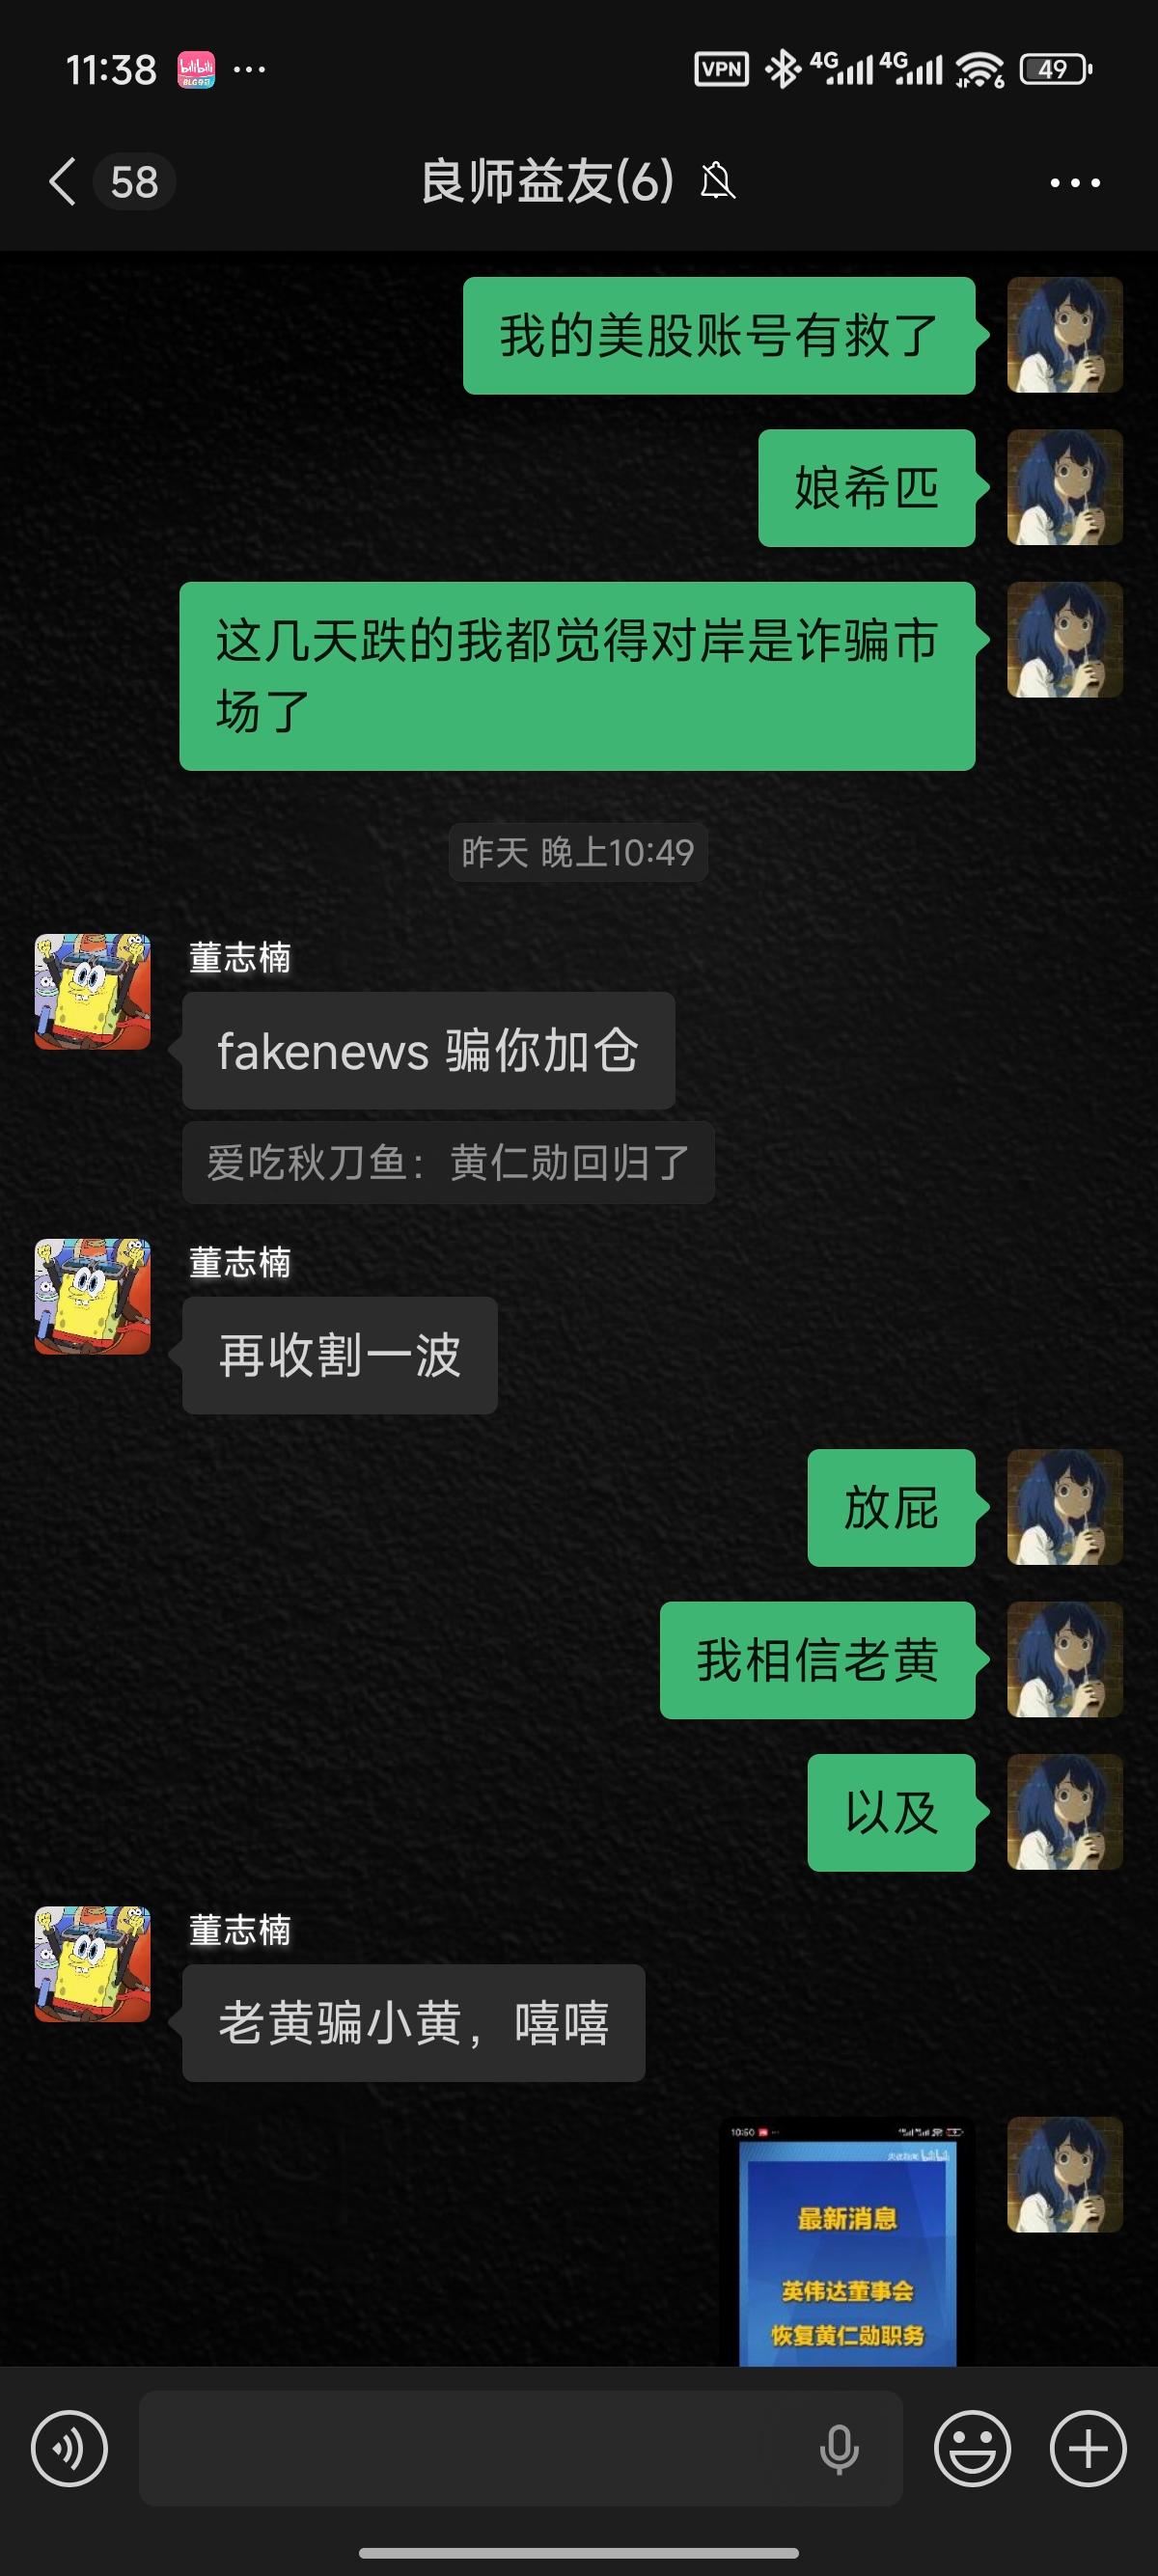 11:38
bilibili
VPN
4G
4G
6
49
58
良师益友(6)
我的美股账号有救了
娘希匹
这几天跌的我都觉得对岸是诈骗市
场了
昨天 晚上10:49
董志楠
fakenews 骗你加仓
爱吃秋刀鱼：黄仁勋回归了
董志楠
再收割一波
放屁
我相信老黄
以及
董志楠
老黄骗小黄，嘻嘻
10:50
最新消息
英伟达董事会
恢复黄仁勋职务